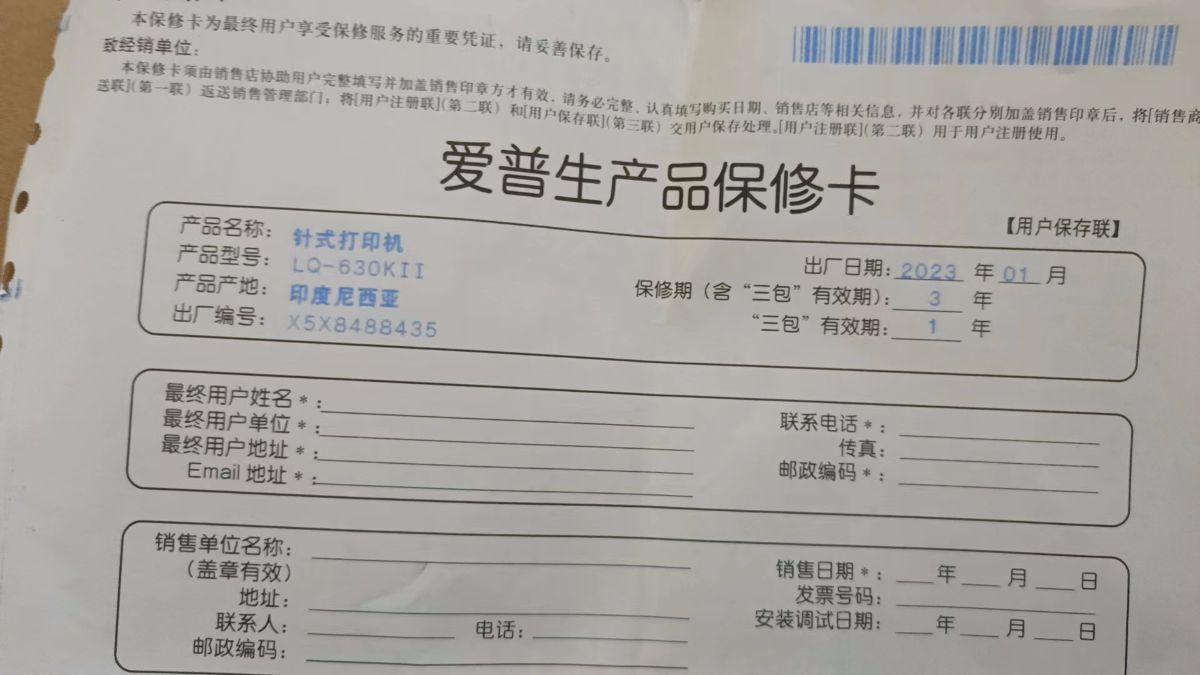 本保修卡为最终用户享受保修服务的重要凭证，请妥善保存。
致经销单位：
本保修卡须由销售店协助用户完整填写并加盖销售印章方才有效，请务必完整、认真填写购买日期、销售店等相关信息，并对各联分别加盖销售印章后，将[销售商
送联](第一联）返送销售管理部门；将[用户注册联](第二联）和[用户保存联](第三联）交用户保存处理。[用户注册联](第二联）用于用户注册使用。
爱普生产品保修卡
【用户保存联】
产品名称：针式打印机
产品型号：LQ-630KII
产品产地：印度尼西亚
出厂编号：X5X8488435
出厂日期：2023 年 01 月
保修期（含“三包”有效期）：3 年
“三包”有效期：1 年
最终用户姓名＊：
最终用户单位＊：
最终用户地址＊：
Email 地址＊：
联系电话＊：
传真：
邮政编码＊：
销售单位名称：
（盖章有效）
地址：
联系人： 电话：
邮政编码：
销售日期＊： 年 月 日
发票号码：
安装调试日期： 年 月 日